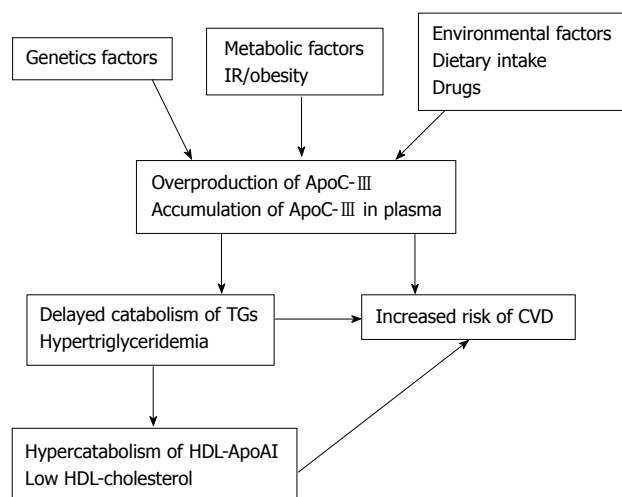 Genetics factors
Metabolic factors
IR/obesity
Environmental factors
Dietary intake
Drugs
Overproduction of ApoC-Ⅲ
Accumulation of ApoC-Ⅲ in plasma
Delayed catabolism of TGs
Hypertriglyceridemia
Increased risk of CVD
Hypercatabolism of HDL-ApoAI
Low HDL-cholesterol